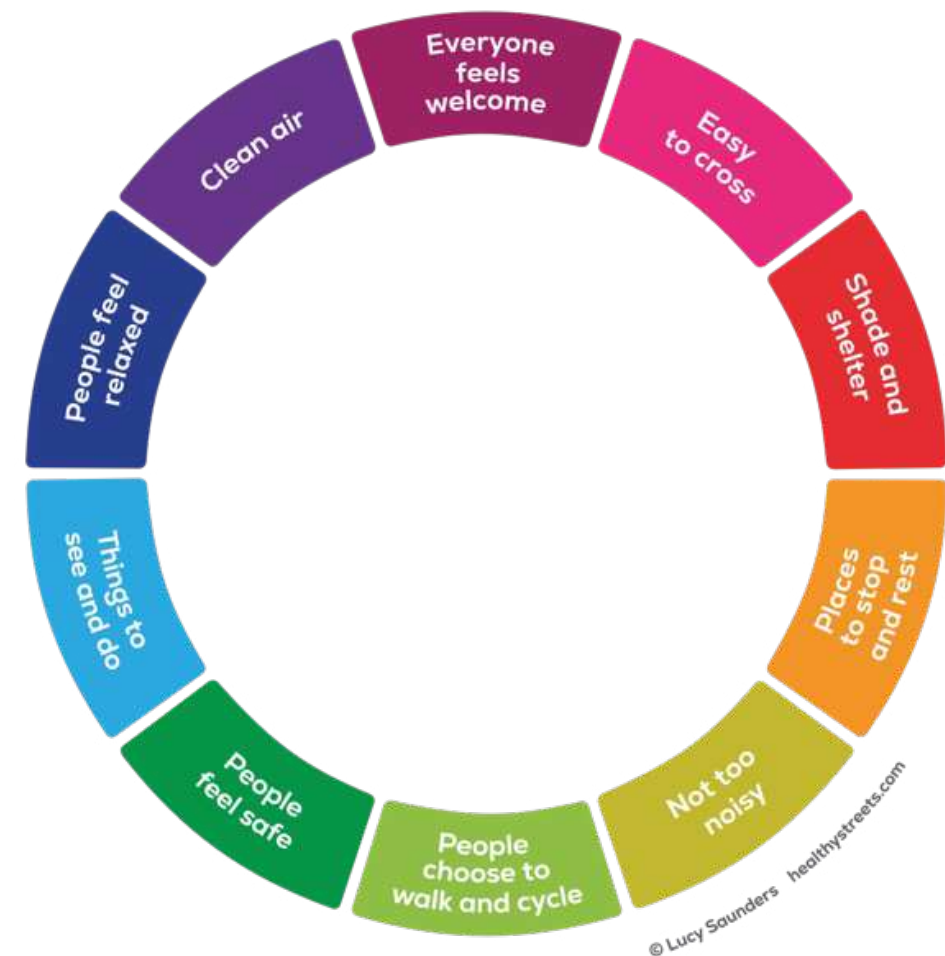 Everyone
feels
welcome
Easy
to cross
Shade and
shelter
Places
to stop
and rest
Not too
noisy
People
choose to
walk and cycle
People
feel safe
Things to
see and do
People feel
relaxed
Clean air
© Lucy Saunders healthystreets.com